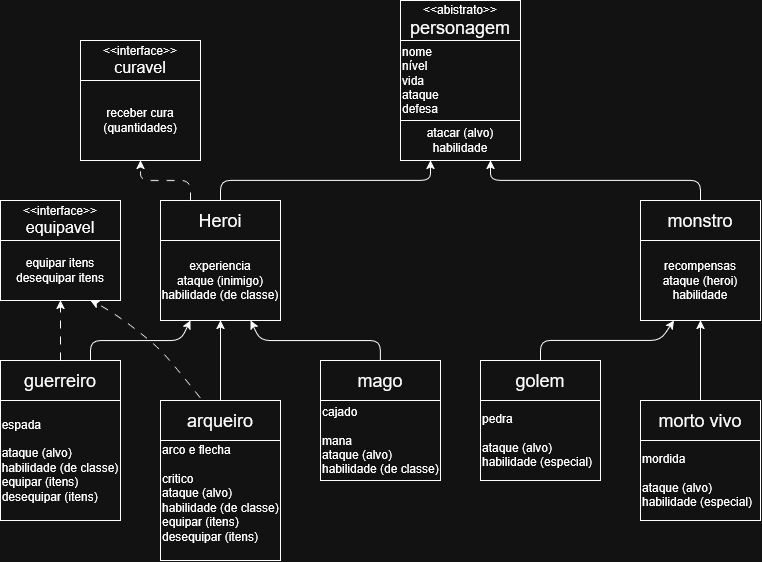 <<abistrato>>
personagem
nome
nível
vida
ataque
defesa
atacar (alvo)
habilidade
<<interface>>
curavel
receber cura
(quantidades)
<<interface>>
equipavel
equipar itens
desequipar itens
Heroi
experiencia
ataque (inimigo)
habilidade (de classe)
monstro
recompensas
ataque (heroi)
habilidade
guerreiro
espada
ataque (alvo)
habilidade (de classe)
equipar (itens)
desequipar (itens)
arqueiro
arco e flecha
critico
ataque (alvo)
habilidade (de classe)
equipar (itens)
desequipar (itens)
mago
cajado
mana
ataque (alvo)
habilidade (de classe)
golem
pedra
ataque (alvo)
habilidade (especial)
morto vivo
mordida
ataque (alvo)
habilidade (especial)